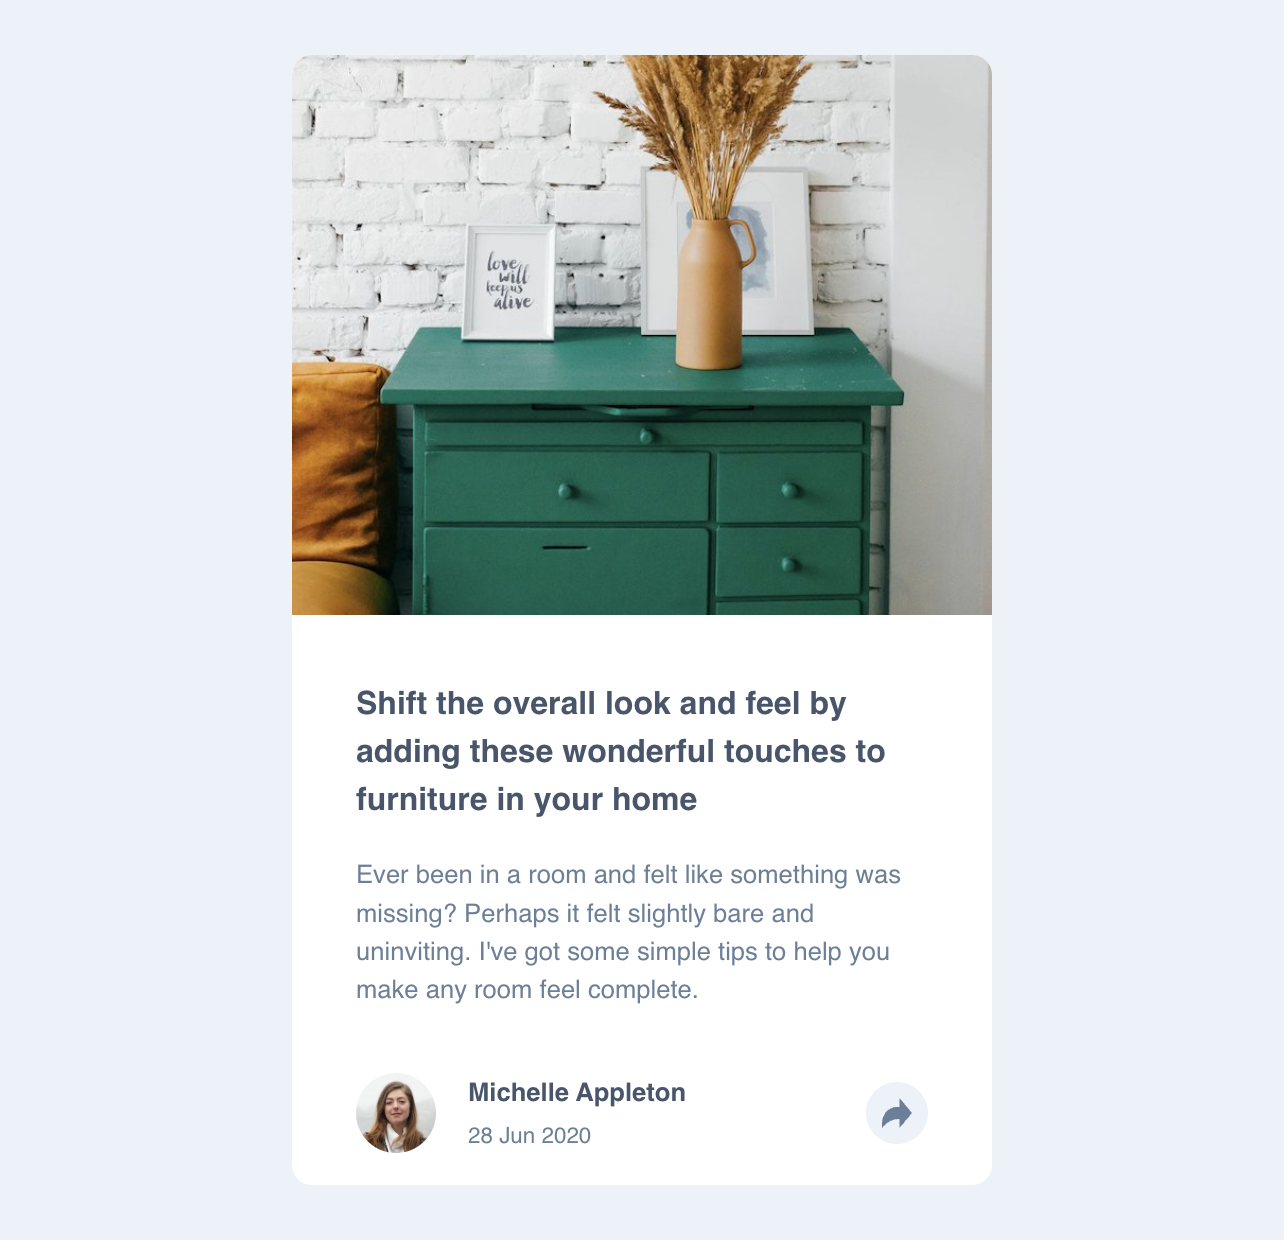 love
will
keep us
alive
Shift the overall look and feel by
adding these wonderful touches to
furniture in your home
Ever been in a room and felt like something was
missing? Perhaps it felt slightly bare and
uninviting. I've got some simple tips to help you
make any room feel complete.
Michelle Appleton
28 Jun 2020